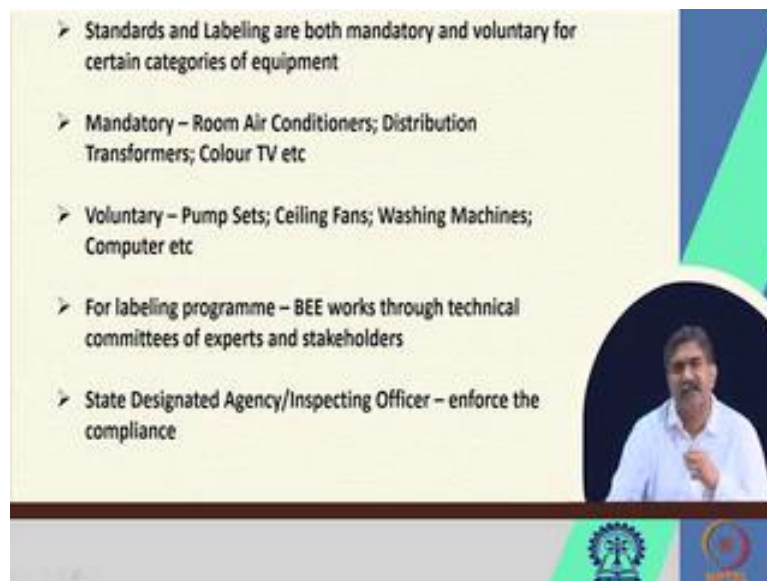 ➤ Standards and Labeling are both mandatory and voluntary for
certain categories of equipment
➤ Mandatory – Room Air Conditioners; Distribution
Transformers; Colour TV etc
➤ Voluntary – Pump Sets; Ceiling Fans; Washing Machines;
Computer etc
➤ For labeling programme – BEE works through technical
committees of experts and stakeholders
➤ State Designated Agency/Inspecting Officer – enforce the
compliance